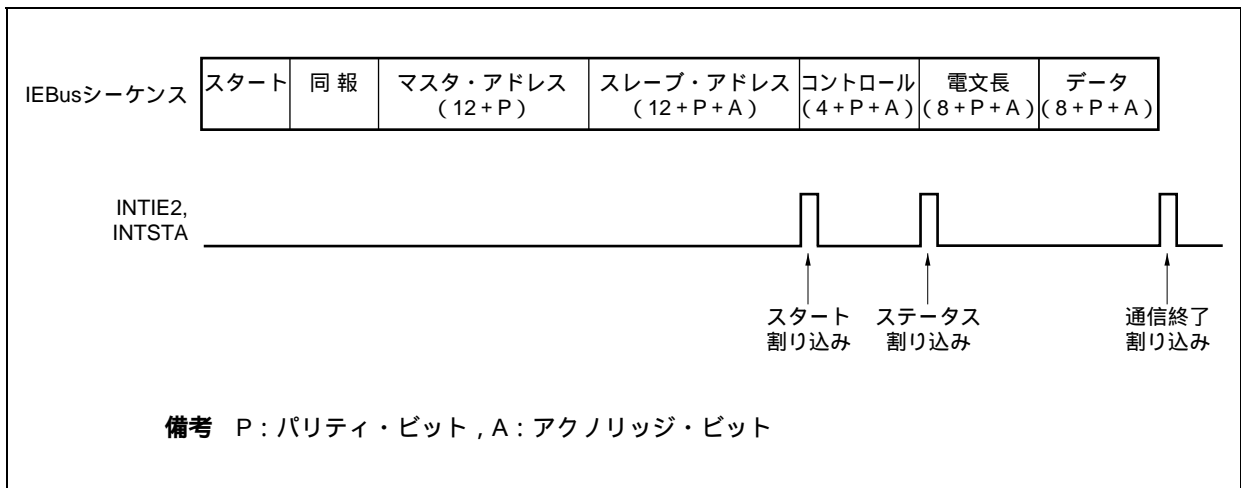 IEBusシーケンス
スタート
同 報
マスタ・アドレス
（12＋P）
スレーブ・アドレス
（12＋P＋A）
コントロール
（4＋P＋A）
電文長
（8＋P＋A）
データ
（8＋P＋A）
INTIE2,
INTSTA
スタート
割り込み
ステータス
割り込み
通信終了
割り込み
備考　P：パリティ・ビット，A：アクノリッジ・ビット